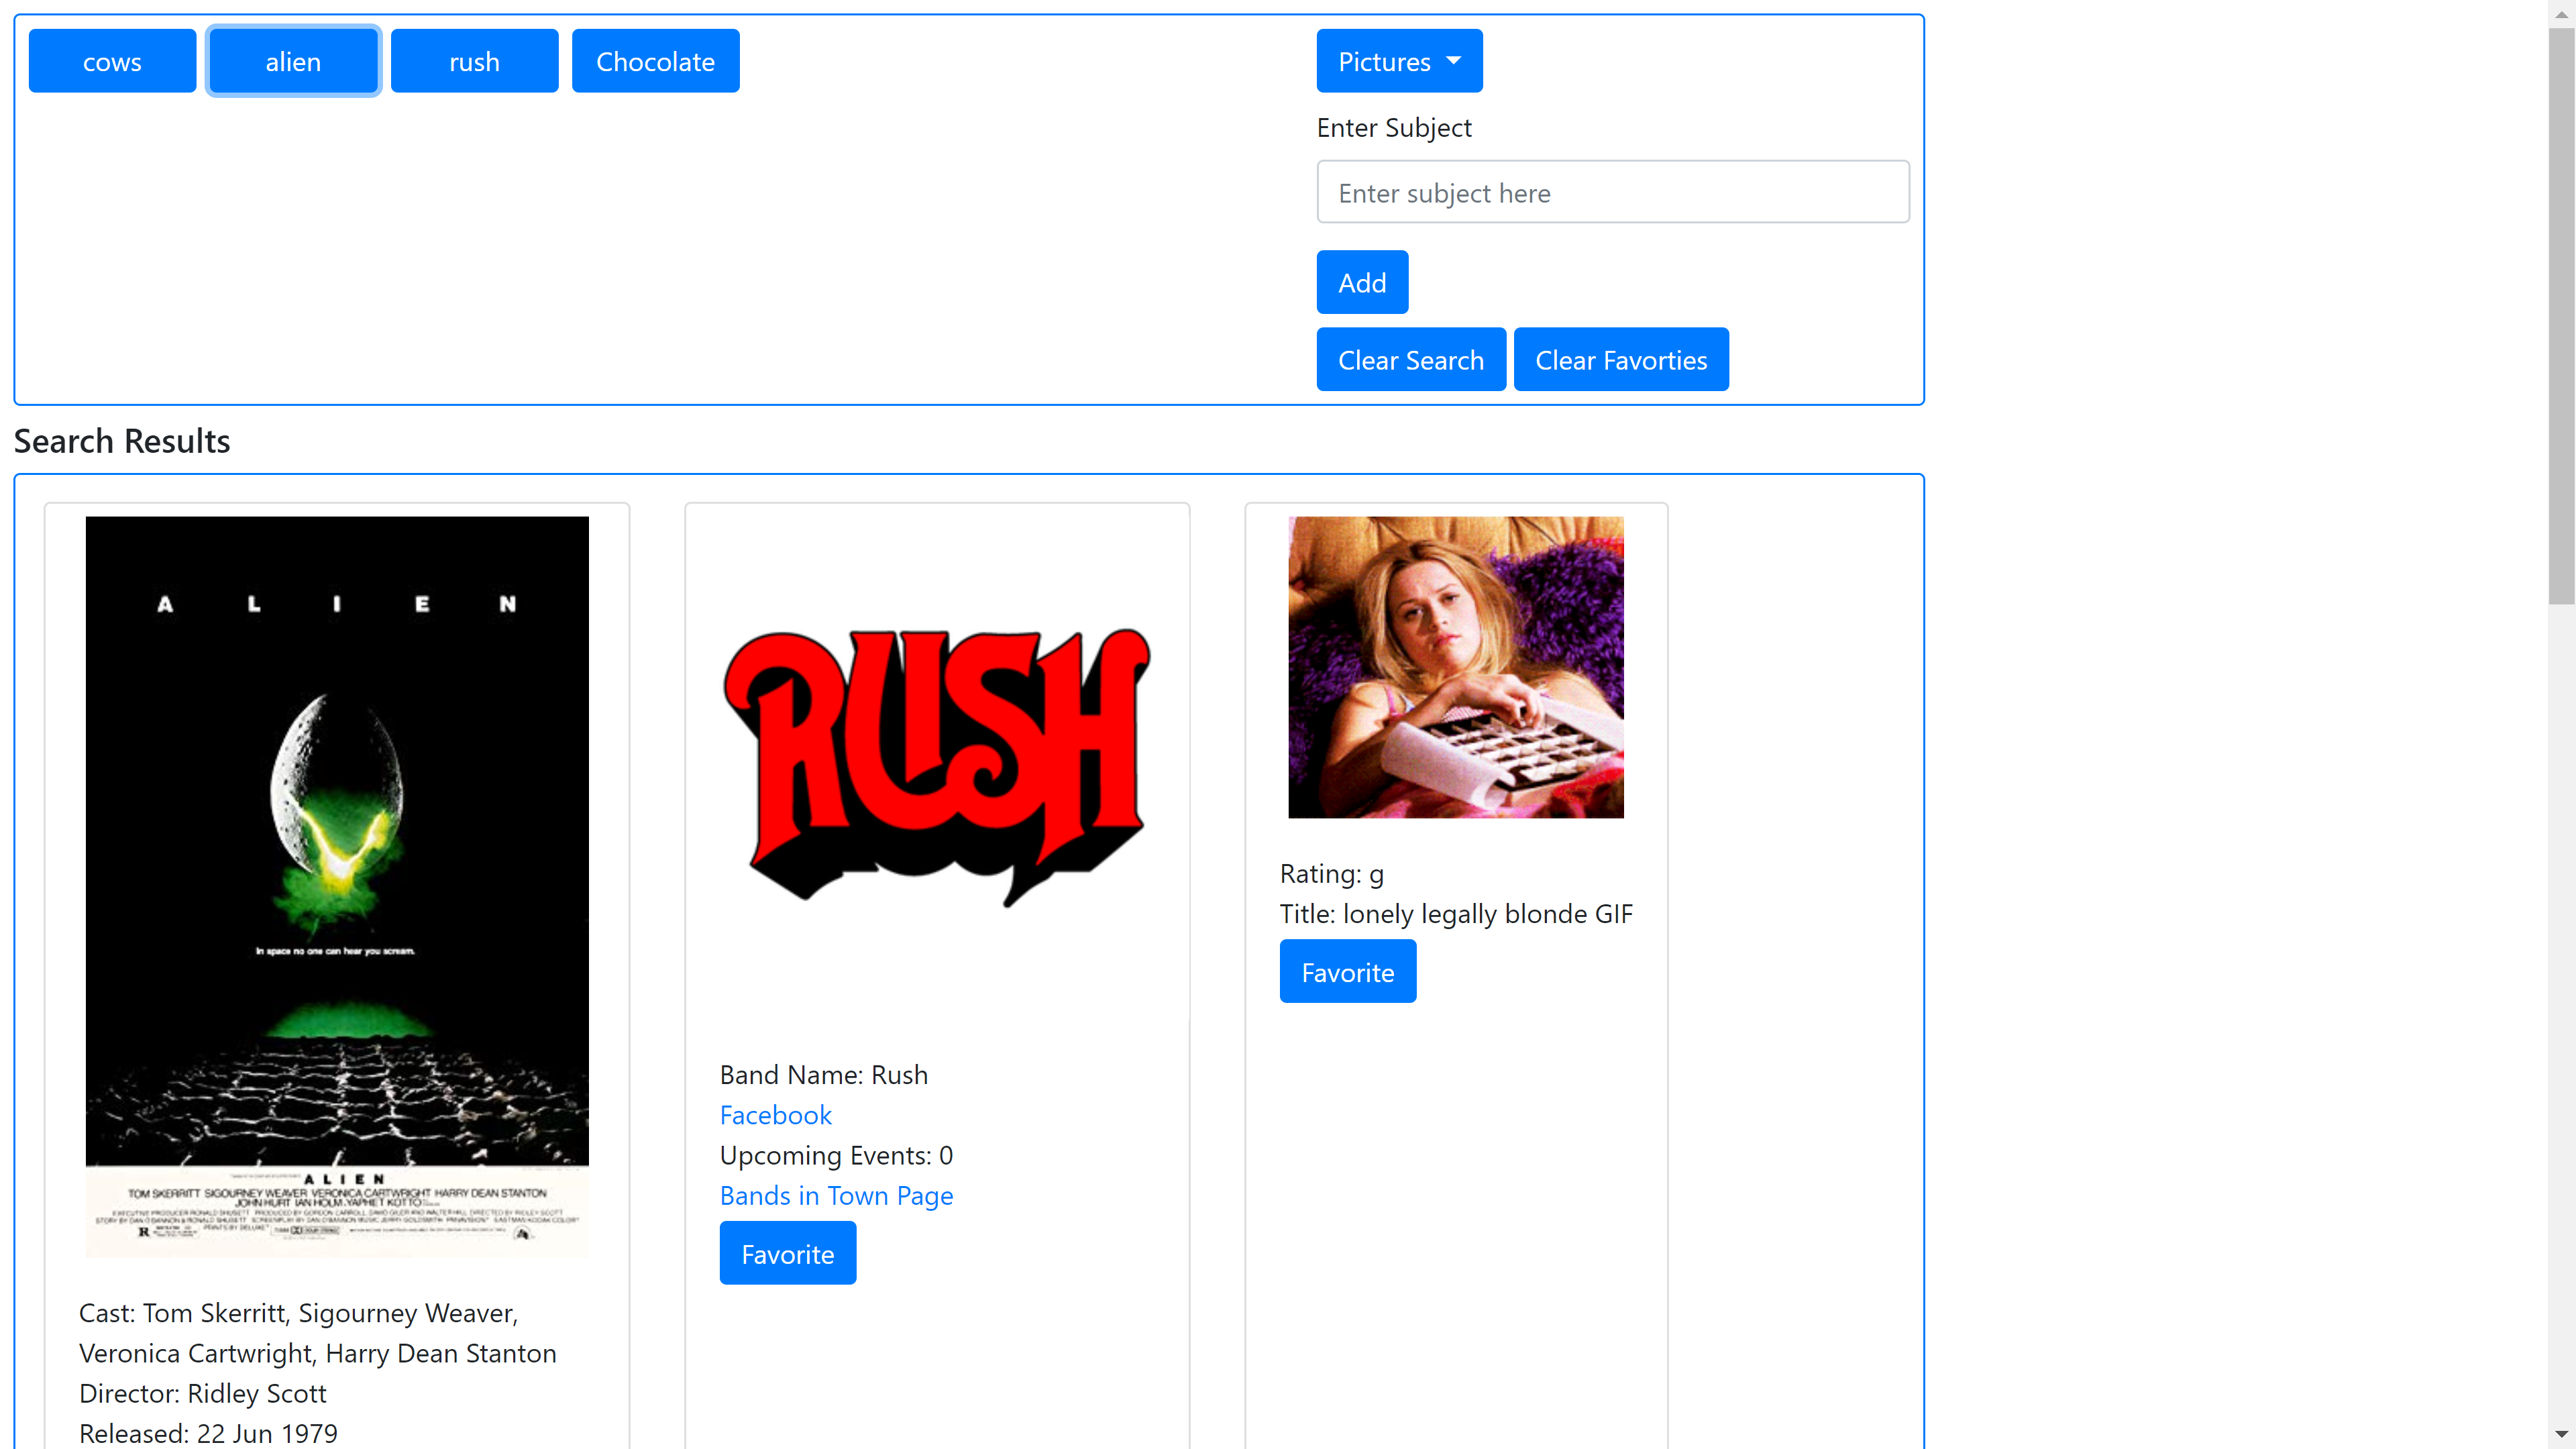 cows
alien
rush
Chocolate
Pictures
Enter Subject
Enter subject here
Add
Clear Search
Clear Favorties
Search Results
A L I E N
In space no one can hear you scream.
A L I E N
TOM SKERRITT SIGOURNEY WEAVER VERONICA CARTWRIGHT HARRY DEAN STANTON
JOHN HURT IAN HOLM YAPHET KOTTO
R
Cast: Tom Skerritt, Sigourney Weaver,
Veronica Cartwright, Harry Dean Stanton
Director: Ridley Scott
Released: 22 Jun 1979
RUSH
Band Name: Rush
Facebook
Upcoming Events: 0
Bands in Town Page
Favorite
Rating: g
Title: lonely legally blonde GIF
Favorite